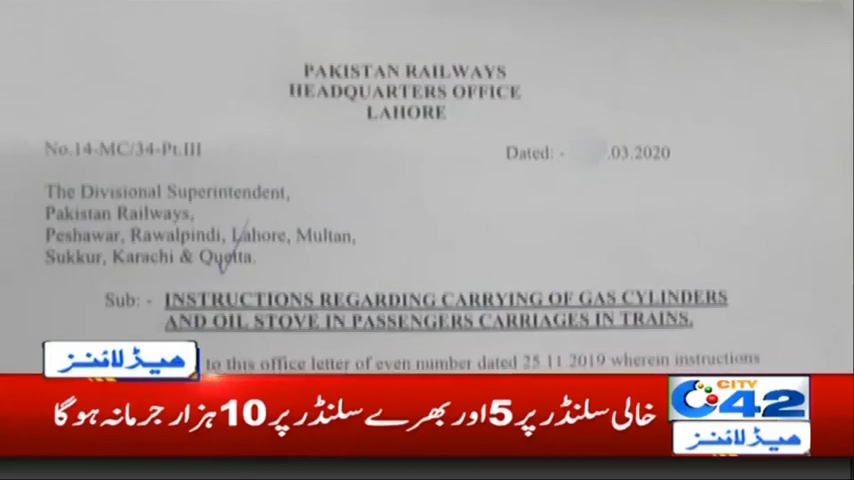 PAKISTAN RAILWAYS
HEADQUARTERS OFFICE
LAHORE
No.14-MC/34-Pt.III
Dated: - .03.2020
The Divisional Superintendent,
Pakistan Railways,
Peshawar, Rawalpindi, Lahore, Multan,
Sukkur, Karachi & Quetta.
Sub: - INSTRUCTIONS REGARDING CARRYING OF GAS CYLINDERS
AND OIL STOVE IN PASSENGERS CARRIAGES IN TRAINS.
to this office letter of even number dated 25 11 2019 wherein instructions
ہیڈلائنز
خالی سلنڈر پر 5 اور بھرے سلنڈر پر 10 ہزار جرمانہ ہوگا
CITY
42
ہیڈلائنز